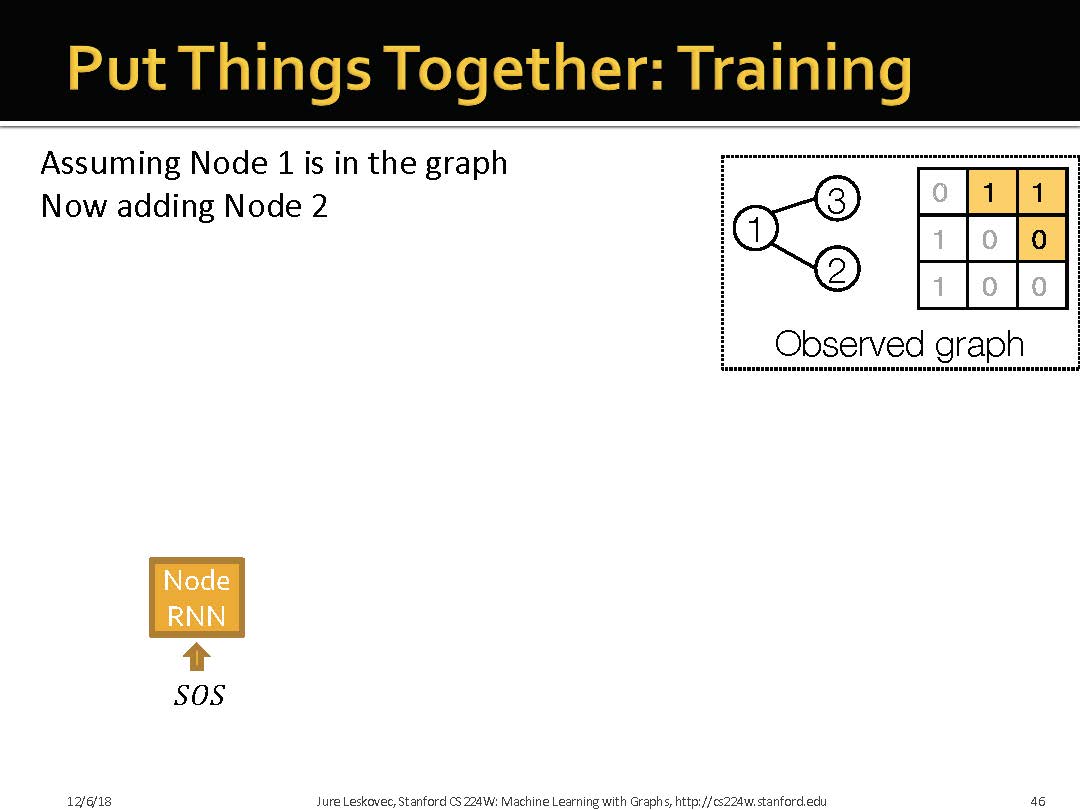 Put Things Together: Training
Assuming Node 1 is in the graph
Now adding Node 2
1
3
2
0 1 1
1 0 0
1 0 0
Observed graph
Node
RNN
SOS
12/6/18
Jure Leskovec, Stanford CS224W: Machine Learning with Graphs, http://cs224w.stanford.edu
46